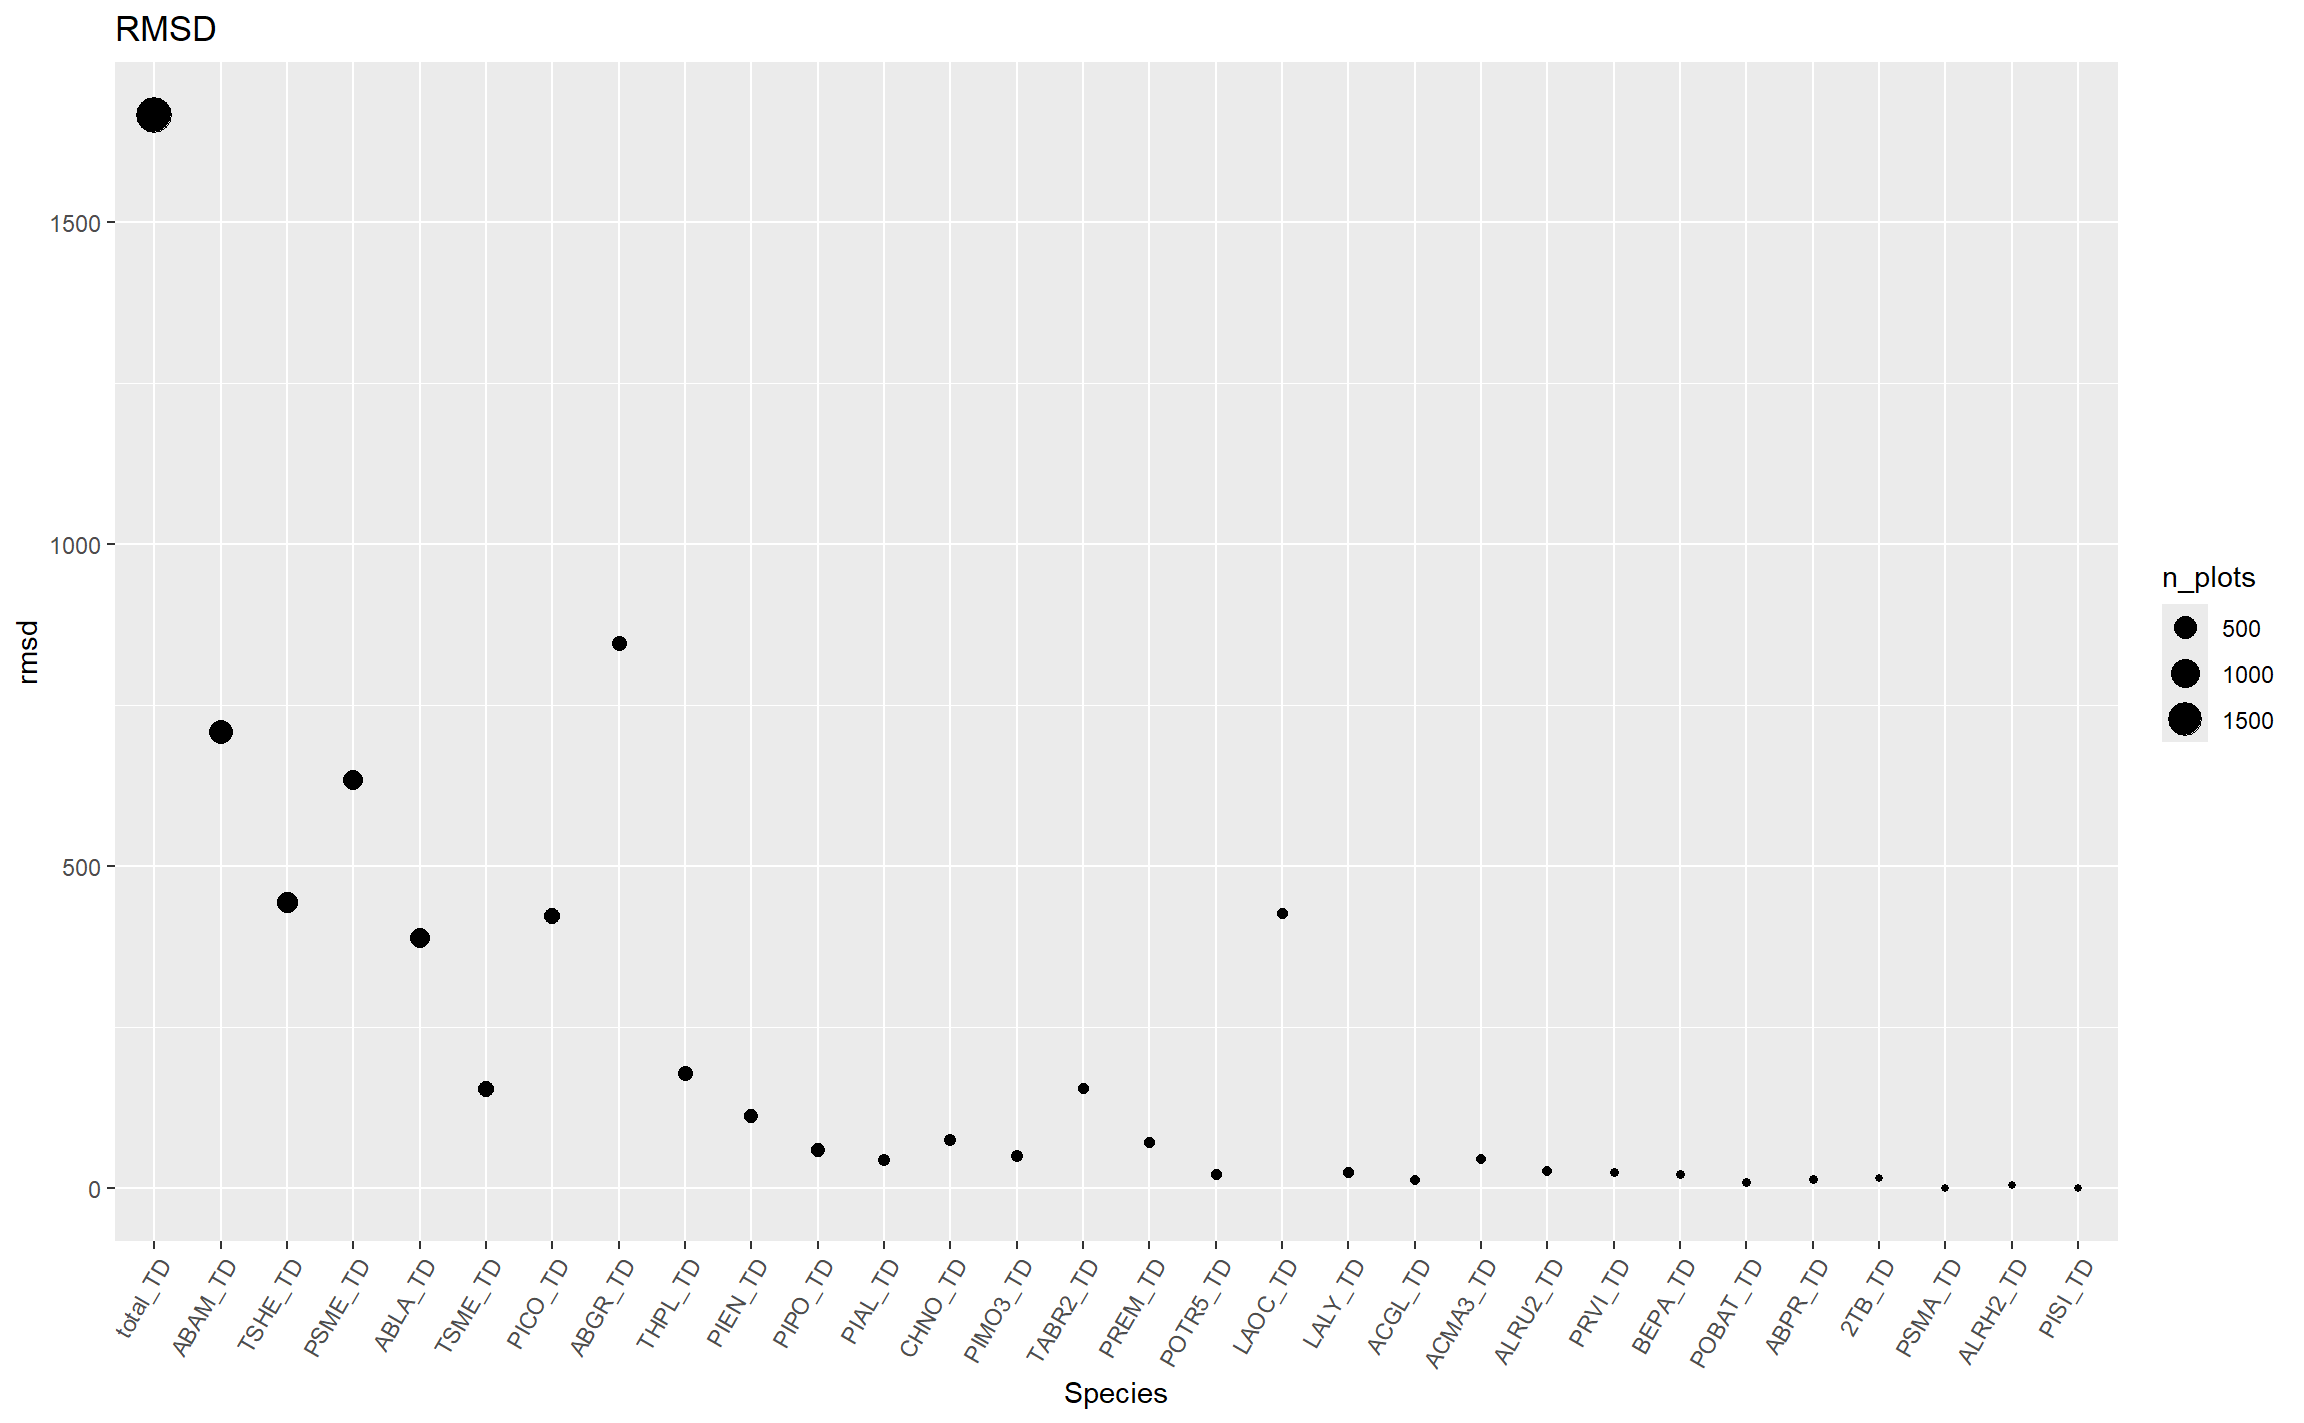 RMSD
1500
1000
500
0
rmsd
total_TD
ABAM_TD
TSHE_TD
PSME_TD
ABLA_TD
TSME_TD
PICO_TD
ABGR_TD
THPL_TD
PIEN_TD
PIPO_TD
PIAL_TD
CHNO_TD
PIMO3_TD
TABR2_TD
PREM_TD
POTR5_TD
LAOC_TD
LALY_TD
ACGL_TD
ACMA3_TD
ALRU2_TD
PRVI_TD
BEPA_TD
POBAT_TD
ABPR_TD
2TB_TD
PSMA_TD
ALRH2_TD
PISI_TD
Species
n_plots
500
1000
1500